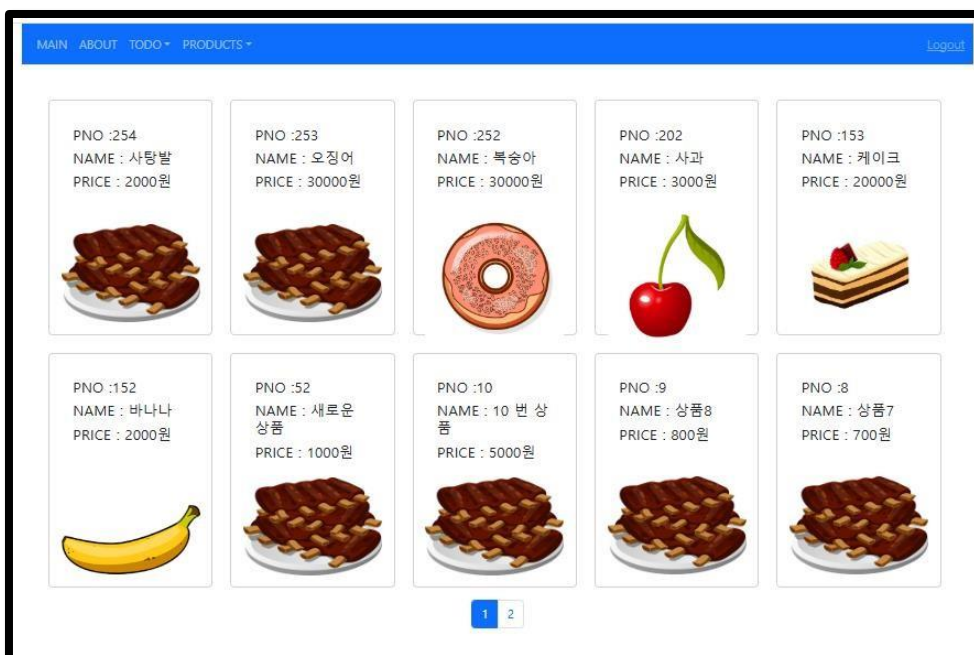 MAIN ABOUT TODO PRODUCTS Logout
PNO :254
NAME : 사탕발
PRICE : 2000원
PNO :253
NAME : 오징어
PRICE : 30000원
PNO :252
NAME : 복숭아
PRICE : 30000원
PNO :202
NAME : 사과
PRICE : 3000원
PNO :153
NAME : 케이크
PRICE : 20000원
PNO :152
NAME : 바나나
PRICE : 2000원
PNO :52
NAME : 새로운
상품
PRICE : 1000원
PNO :10
NAME : 10 번 상
품
PRICE : 5000원
PNO :9
NAME : 상품8
PRICE : 800원
PNO :8
NAME : 상품7
PRICE : 700원
1 2